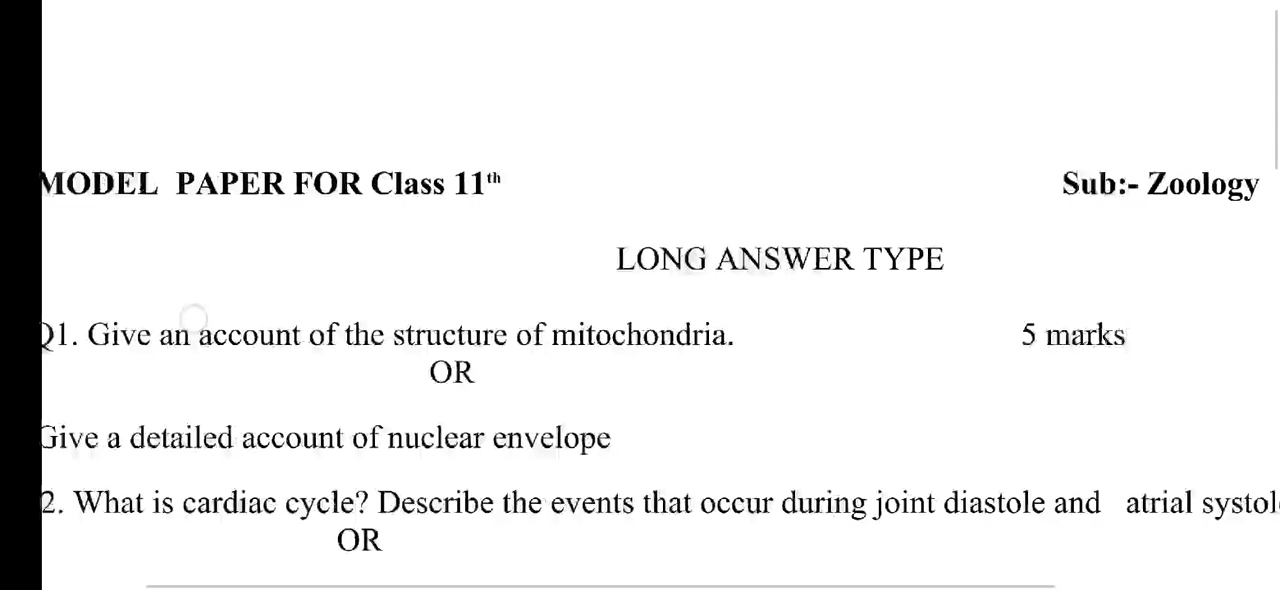 MODEL PAPER FOR Class 11th Sub:- Zoology
LONG ANSWER TYPE
Q1. Give an account of the structure of mitochondria. 5 marks
OR
Give a detailed account of nuclear envelope
2. What is cardiac cycle? Describe the events that occur during joint diastole and atrial systol
OR